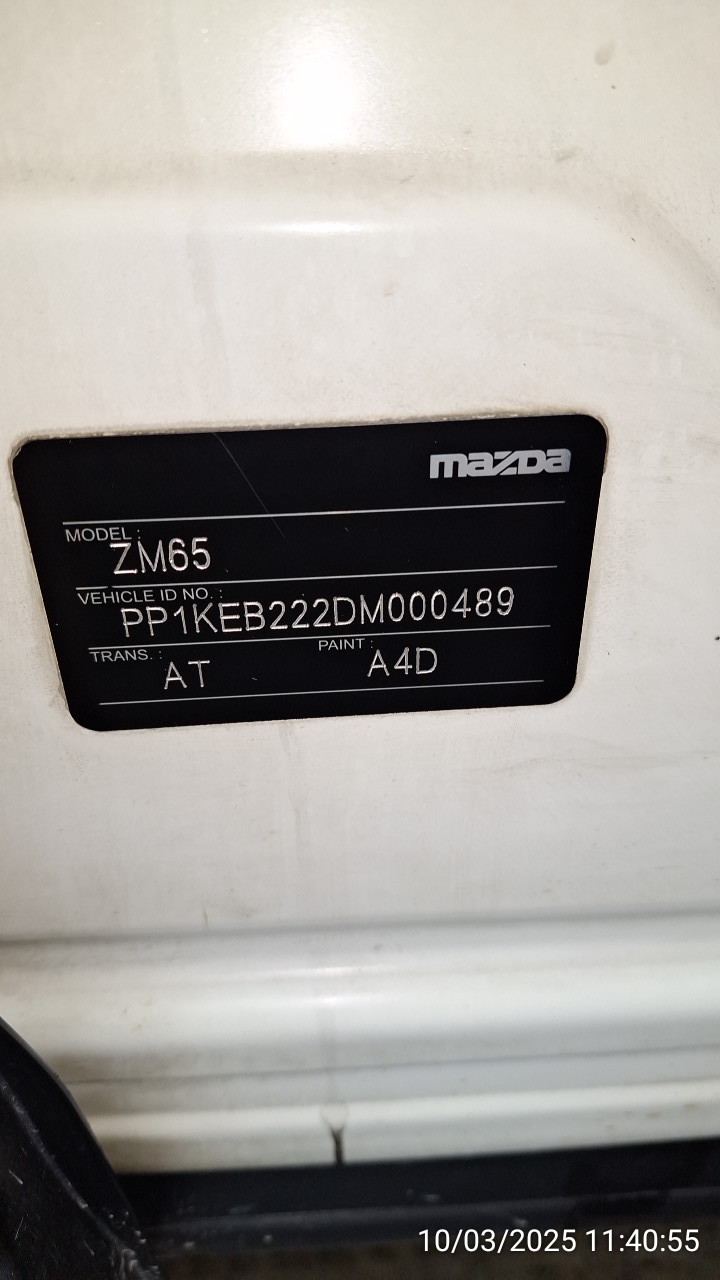 mazda
MODEL : ZM65
VEHICLE ID NO. : PP1KEB222DM000489
TRANS. : AT PAINT : A4D
10/03/2025 11:40:55